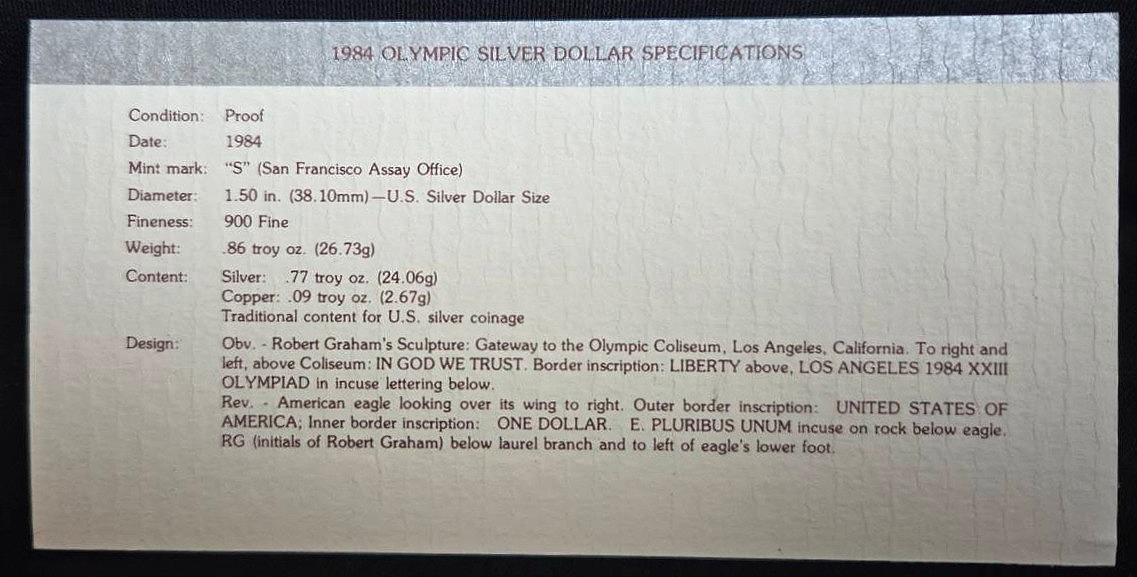 1984 OLYMPIC SILVER DOLLAR SPECIFICATIONS
Condition: Proof
Date: 1984
Mint mark: “S” (San Francisco Assay Office)
Diameter: 1.50 in. (38.10mm)—U.S. Silver Dollar Size
Fineness: 900 Fine
Weight: .86 troy oz. (26.73g)
Content: Silver: .77 troy oz. (24.06g)
Copper: .09 troy oz. (2.67g)
Traditional content for U.S. silver coinage
Design: Obv. - Robert Graham's Sculpture: Gateway to the Olympic Coliseum, Los Angeles, California. To right and
left, above Coliseum: IN GOD WE TRUST. Border inscription: LIBERTY above, LOS ANGELES 1984 XXIII
OLYMPIAD in incuse lettering below.
Rev. - American eagle looking over its wing to right. Outer border inscription: UNITED STATES OF
AMERICA; Inner border inscription: ONE DOLLAR. E. PLURIBUS UNUM incuse on rock below eagle.
RG (initials of Robert Graham) below laurel branch and to left of eagle's lower foot.